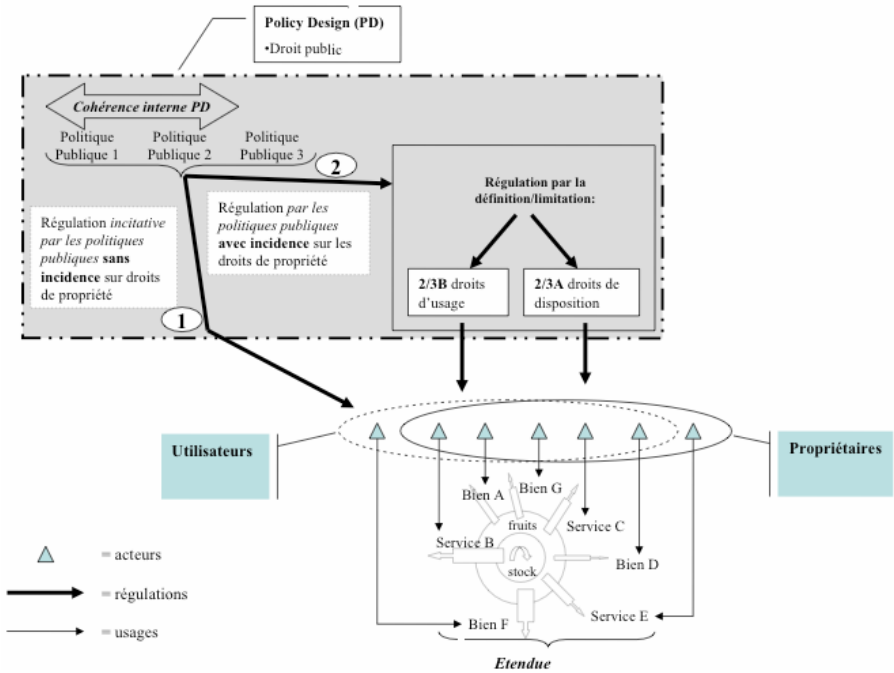 Policy Design (PD)
•Droit public
Cohérence interne PD
Politique
Publique 1
Politique
Publique 2
Politique
Publique 3
2
Régulation incitative
par les politiques
publiques sans
incidence sur droits
de propriété
Régulation par les
politiques publiques
avec incidence sur les
droits de propriété
Régulation par la
définition/limitation:
2/3B droits
d’usage
2/3A droits de
disposition
1
Utilisateurs
Propriétaires
Bien A
Bien G
fruits
Service C
Service B
stock
Bien D
Service E
Bien F
Etendue
= acteurs
= régulations
= usages